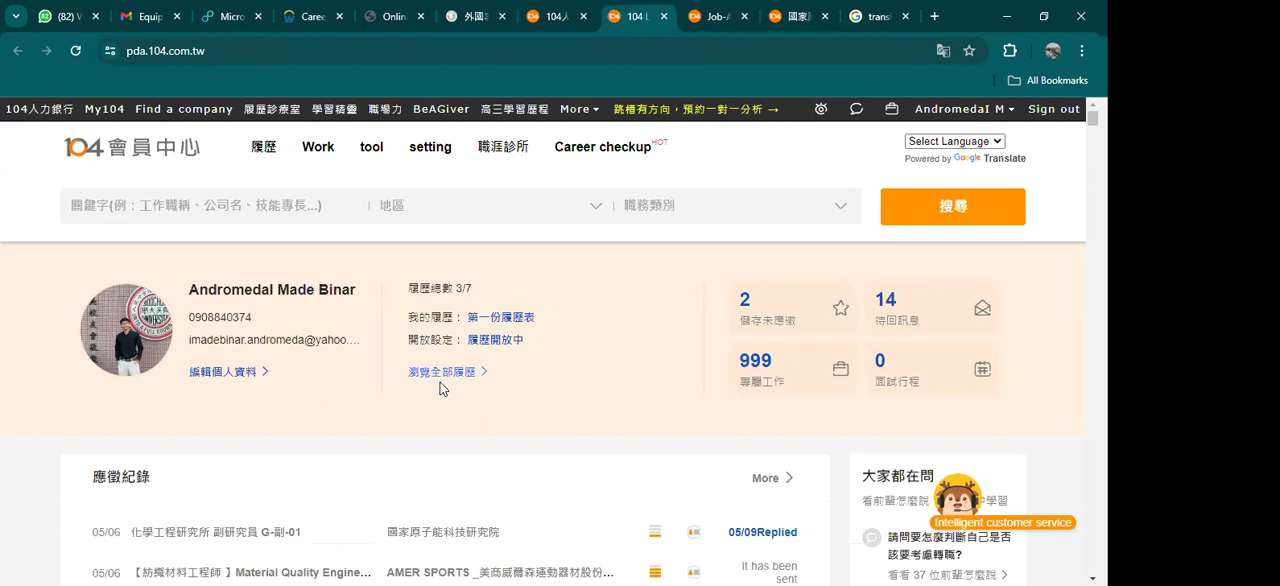 (82) V
Equip
Micro
Caree
Onlin
外國
104人
104 L
Job-A
國家
transl
pda.104.com.tw
All Bookmarks
104人力銀行 My104 Find a company 履歷診療室 學習精靈 職場力 BeAGiver 高三學習歷程 More 跳槽有方向，預約一對一分析 → AndromedaI M Sign out
104 會員中心 履歷 Work tool setting 職涯診所 Career checkup HOT
Select Language
Powered by Google Translate
關鍵字(例：工作職稱、公司名、技能專長...) 地區 職務類別 搜尋
Andromedal Made Binar
0908840374
imadebinar.andromeda@yahoo....
編輯個人資料
履歷總數 3/7
我的履歷： 第一份履歷表
開放設定： 履歷開放中
瀏覽全部履歷
2
儲存未應徵
14
待回訊息
999
專屬工作
0
面試行程
應徵紀錄 More
05/06 化學工程研究所 副研究員 G-副-01 國家原子能科技研究院 05/09Replied
05/06 【紡織材料工程師 】Material Quality Engine... AMER SPORTS _美商威爾森運動器材股份... It has been sent
大家都在問
看前輩怎麼說
中學習
Intelligent customer service
請問要怎麼判斷自己是否
該要考慮轉職?
看看 37 位前輩怎麼說